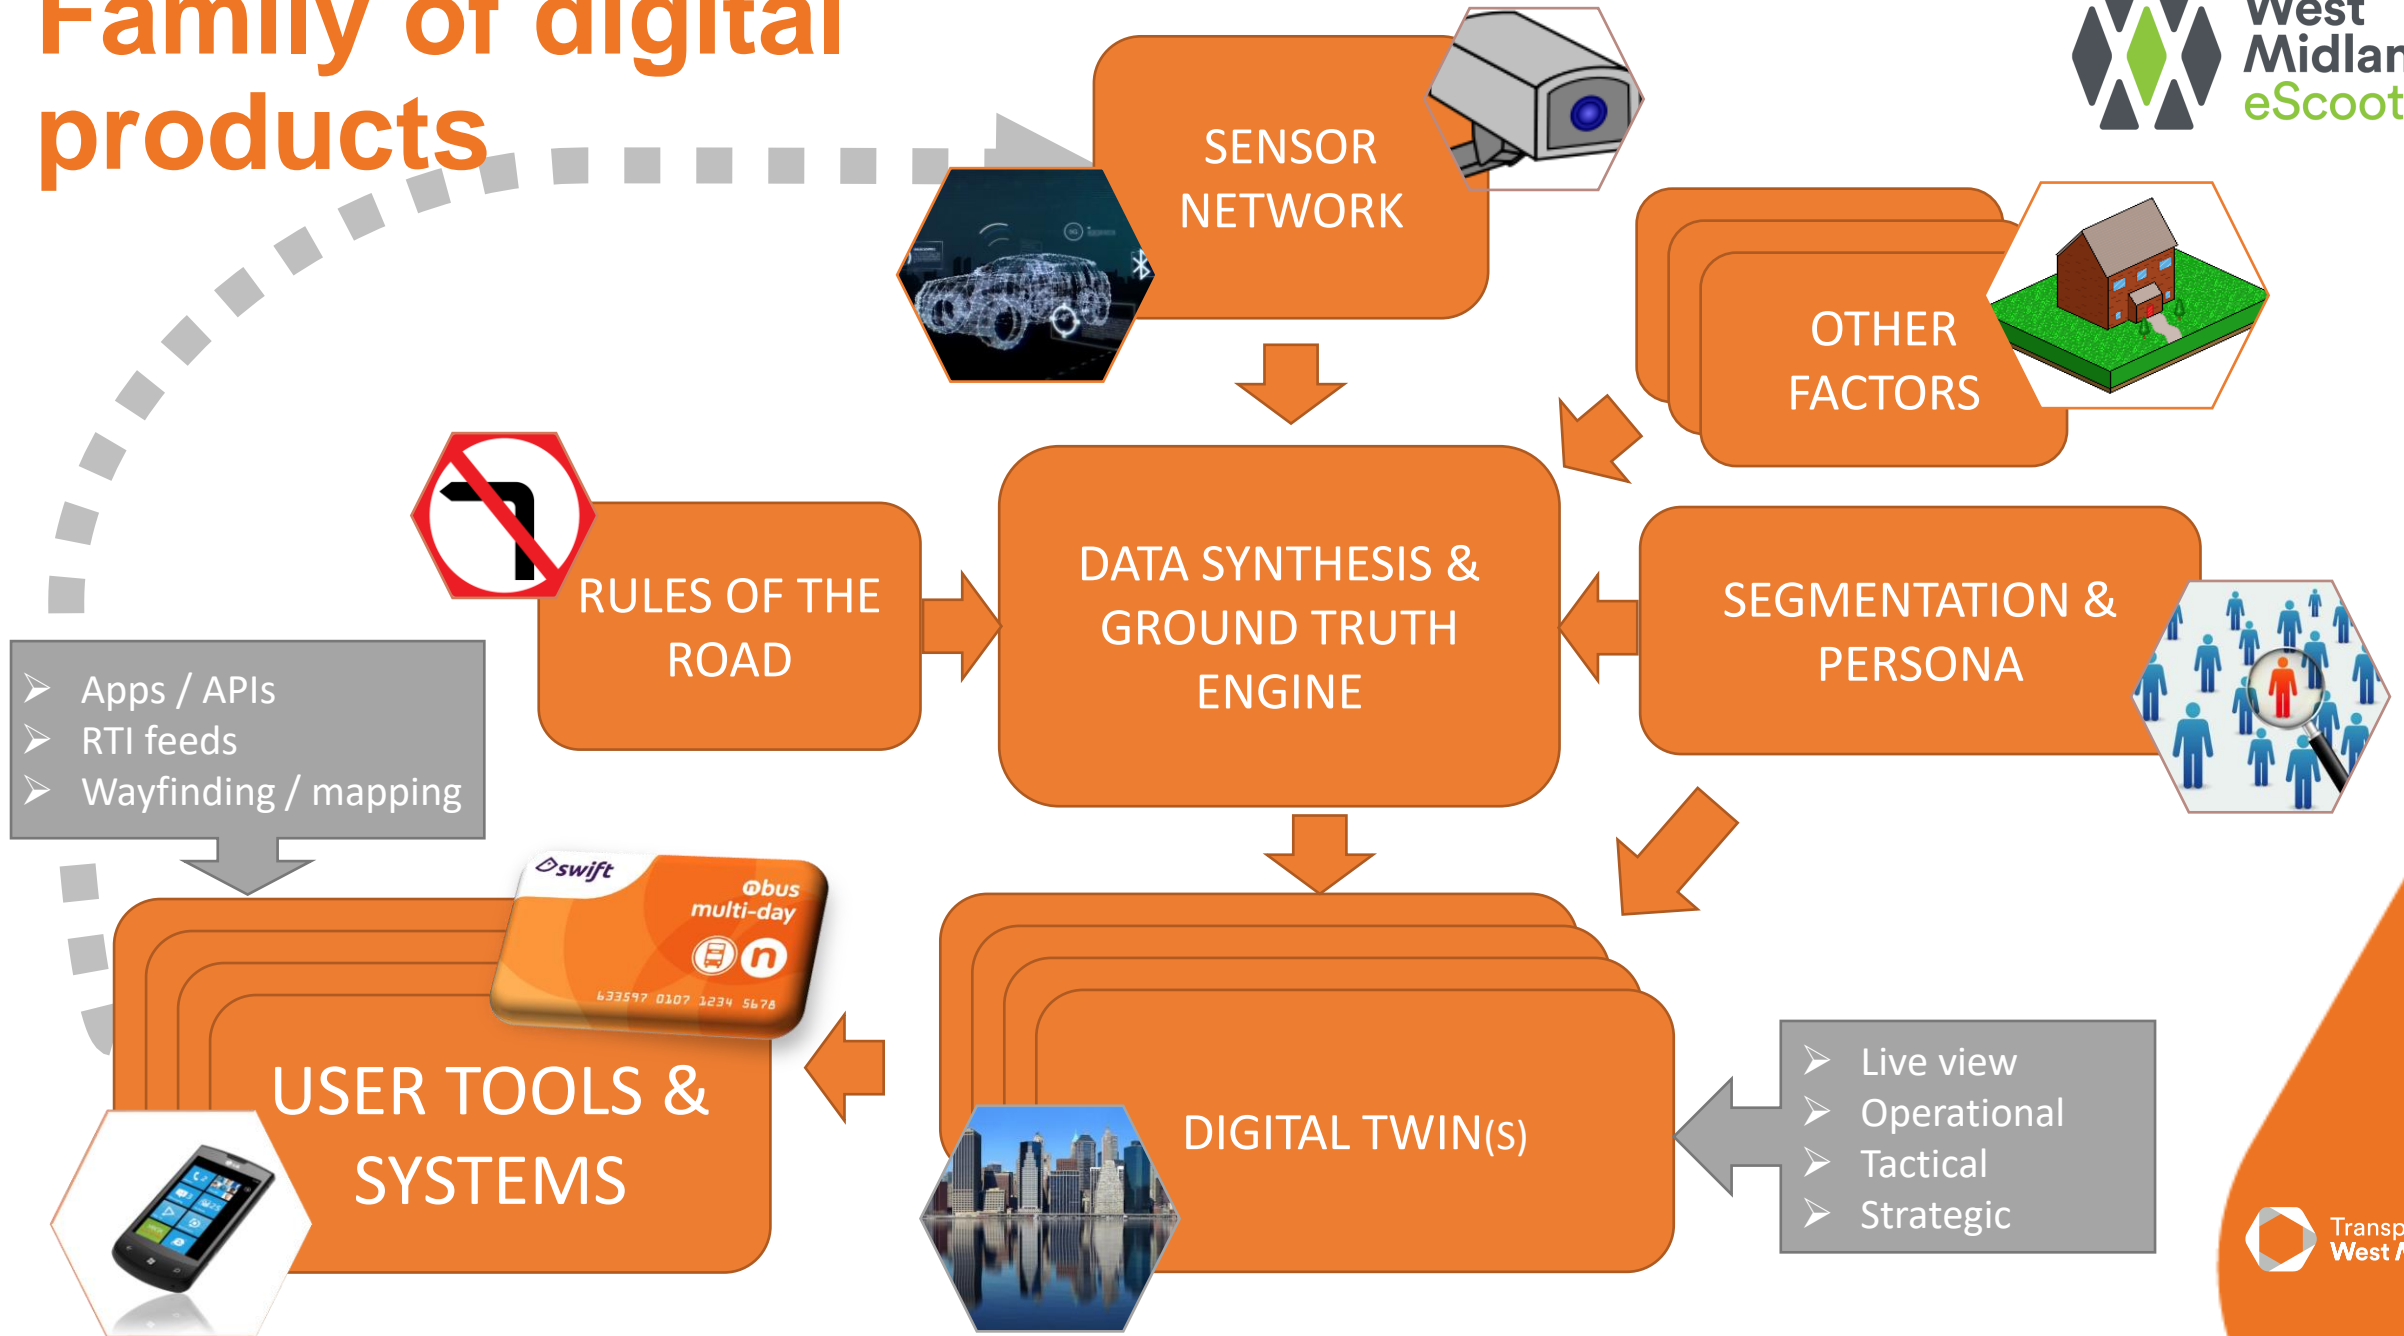 Family of digital
products
West
eScoot
SENSOR
NETWORK
OTHER
FACTORS
RULES OF THE
ROAD
DATA SYNTHESIS &
GROUND TRUTH
ENGINE
SEGMENTATION &
PERSONA
Apps / APIs
RTI feeds
Wayfinding / mapping
swift
nbus
multi-day
n
633597 0107 1234 5678
USER TOOLS &
SYSTEMS
DIGITAL TWIN(S)
Live view
Operational
Tactical
Strategic
Transp
West M